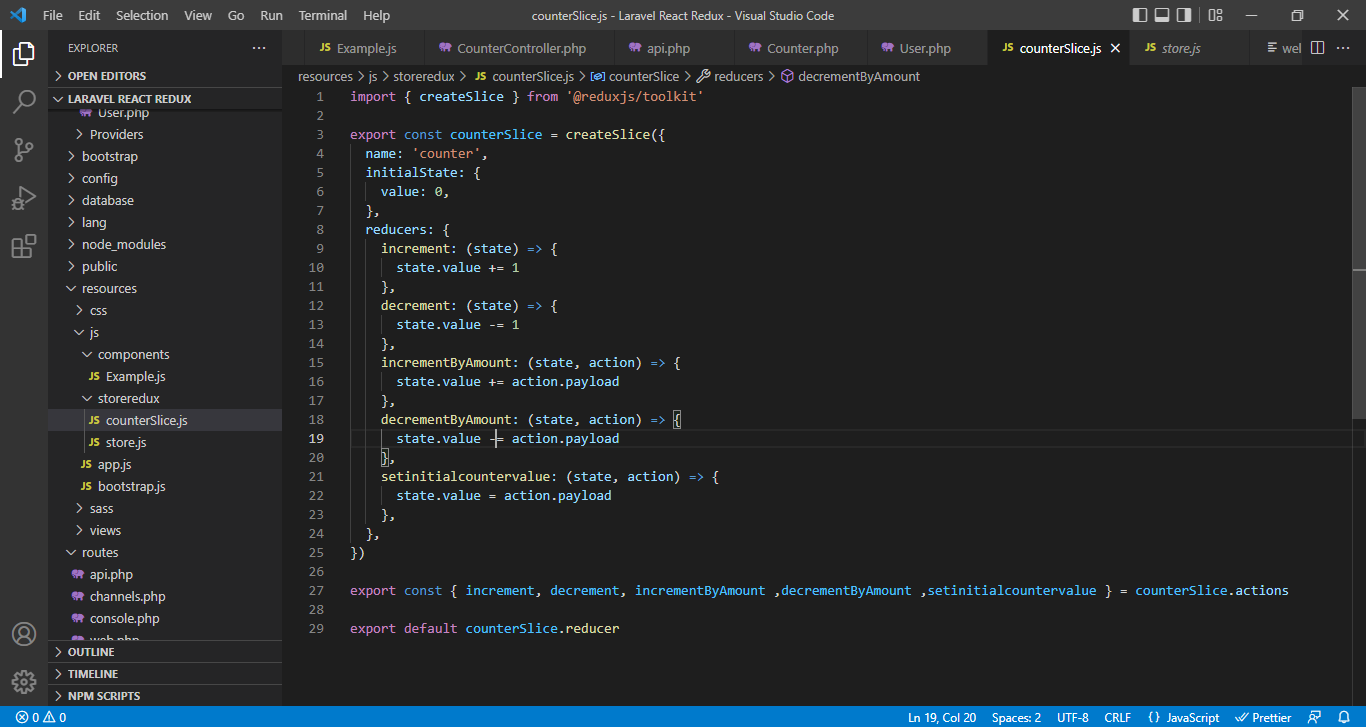 File Edit Selection View Go Run Terminal Help
counterSlice.js - Laravel React Redux - Visual Studio Code
EXPLORER
OPEN EDITORS
LARAVEL REACT REDUX
User.php
Providers
bootstrap
config
database
lang
node_modules
public
resources
css
js
components
JS Example.js
storeredux
JS counterSlice.js
JS store.js
JS app.js
JS bootstrap.js
sass
views
routes
api.php
channels.php
console.php
web.php
OUTLINE
TIMELINE
NPM SCRIPTS
JS Example.js CounterController.php api.php Counter.php User.php JS counterSlice.js JS store.js wel
resources > js > storeredux > JS counterSlice.js > counterSlice > reducers > decrementByAmount
1 import { createSlice } from '@reduxjs/toolkit'
2
3 export const counterSlice = createSlice({
4 name: 'counter',
5 initialState: {
6 value: 0,
7 },
8 reducers: {
9 increment: (state) => {
10 state.value += 1
11 },
12 decrement: (state) => {
13 state.value -= 1
14 },
15 incrementByAmount: (state, action) => {
16 state.value += action.payload
17 },
18 decrementByAmount: (state, action) => {
19 state.value -= action.payload
20 },
21 setinitialcountervalue: (state, action) => {
22 state.value = action.payload
23 },
24 },
25 })
26
27 export const { increment, decrement, incrementByAmount ,decrementByAmount ,setinitialcountervalue } = counterSlice.actions
28
29 export default counterSlice.reducer
0 0 Ln 19, Col 20 Spaces: 2 UTF-8 CRLF {} JavaScript Prettier